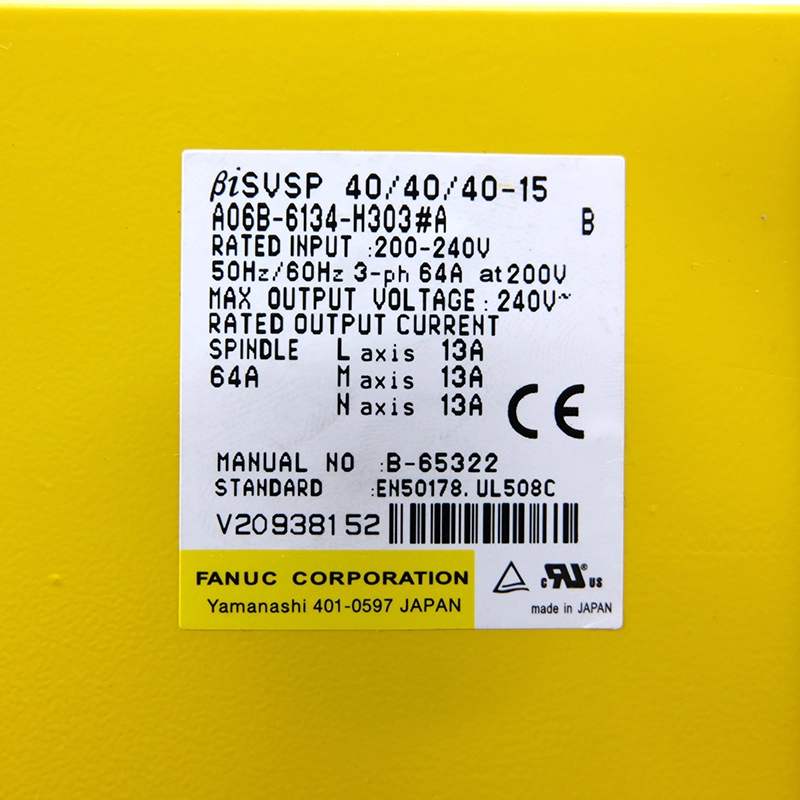 βiSVSP 40/40/40-15
A06B-6134-H303#A B
RATED INPUT :200-240V
50Hz/60Hz 3-ph 64A at200V
MAX OUTPUT VOLTAGE: 240V~
RATED OUTPUT CURRENT
SPINDLE L axis 13A
64A M axis 13A
N axis 13A
CE
MANUAL NO :B-65322
STANDARD :EN50178.UL508C
V20938152
FANUC CORPORATION
Yamanashi 401-0597 JAPAN
c RU® US
made in JAPAN